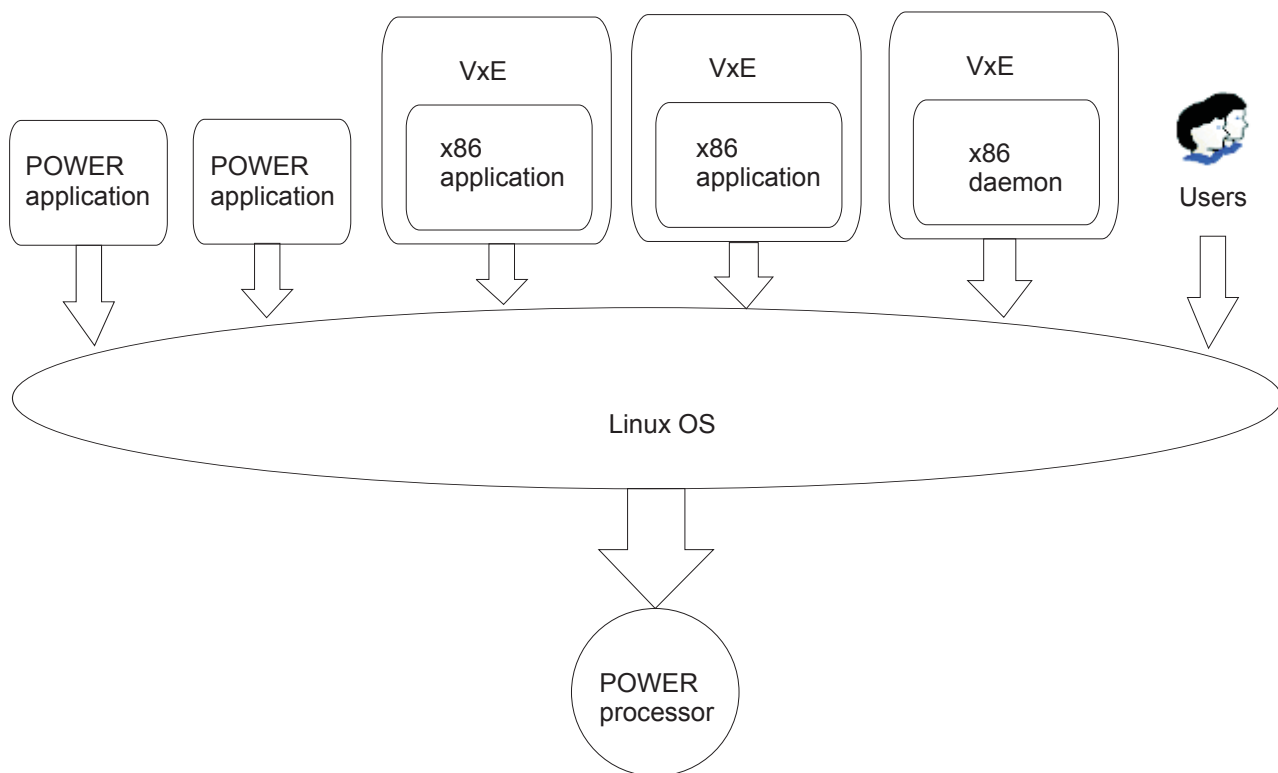 VxE
VxE
VxE
POWER
application
POWER
application
x86
application
x86
application
x86
daemon
Users
Linux OS
POWER
processor